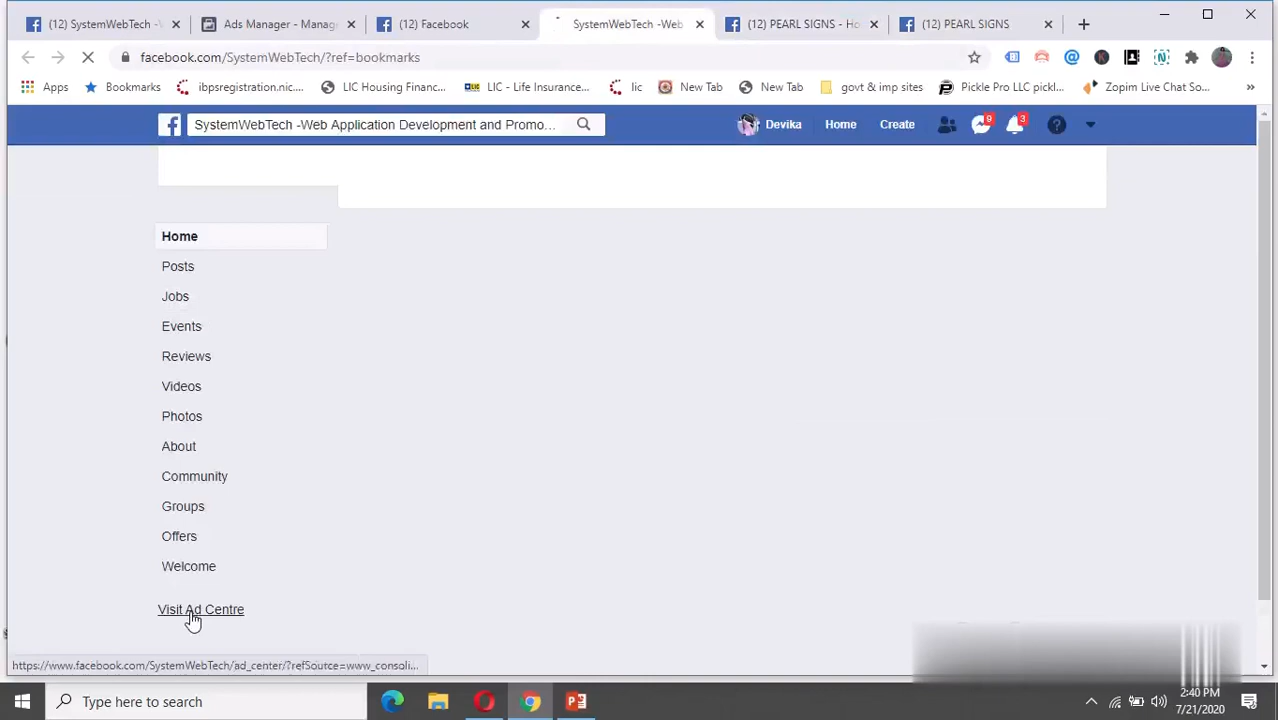 (12) SystemWebTech -
Ads Manager - Manag
(12) Facebook
SystemWebTech -Web
(12) PEARL SIGNS - Ho
(12) PEARL SIGNS
facebook.com/SystemWebTech/?ref=bookmarks
Apps
Bookmarks
ibpsregistration.nic....
LIC Housing Financ...
LIC - Life Insurance...
lic
New Tab
New Tab
govt & imp sites
Pickle Pro LLC pickl...
Zopim Live Chat So...
»
SystemWebTech -Web Application Development and Promo...
Devika
Home
Create
9
3
Home
Posts
Jobs
Events
Reviews
Videos
Photos
About
Community
Groups
Offers
Welcome
Visit Ad Centre
https://www.facebook.com/SystemWebTech/ad_center/?refSource=www_consoli...
Type here to search
2:40 PM
7/21/2020